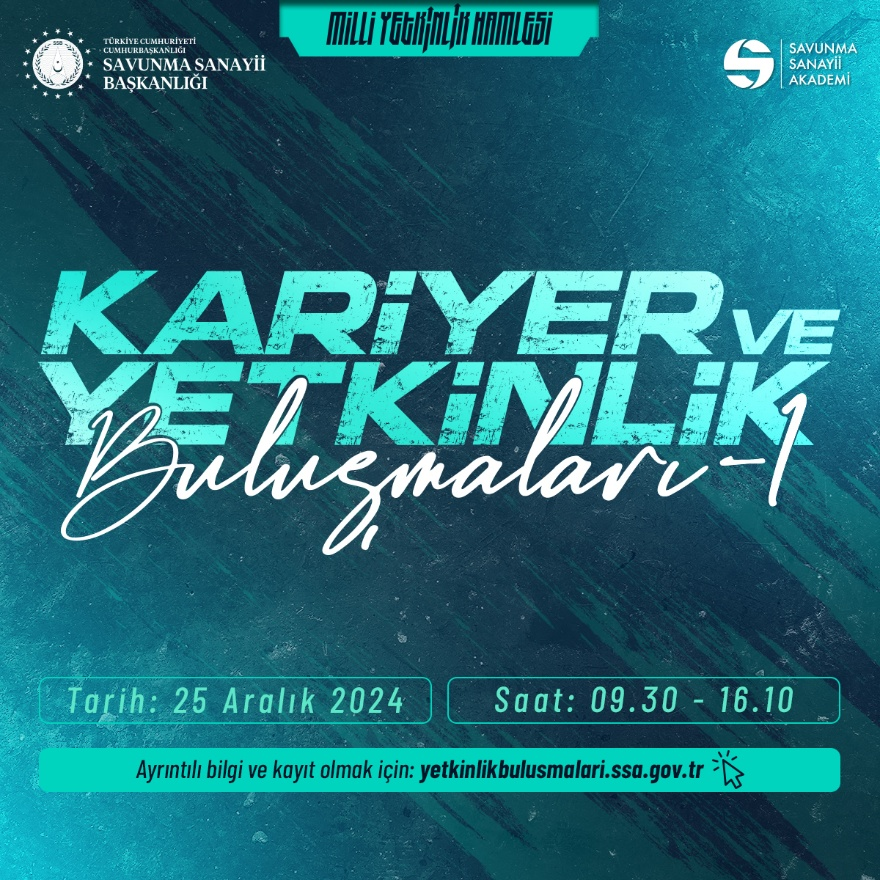 MİLLİ YETKİNLİK HAMLESİ
TÜRKİYE CUMHURİYETİ
CUMHURBAŞKANLIĞI
SAVUNMA SANAYİİ
BAŞKANLIĞI
SAVUNMA
SANAYİİ
AKADEMİ
KARİYER VE
YETKİNLİK
Buluşmaları-1
Tarih: 25 Aralık 2024
Saat: 09.30 - 16.10
Ayrıntılı bilgi ve kayıt olmak için: yetkinlikbulusmalari.ssa.gov.tr